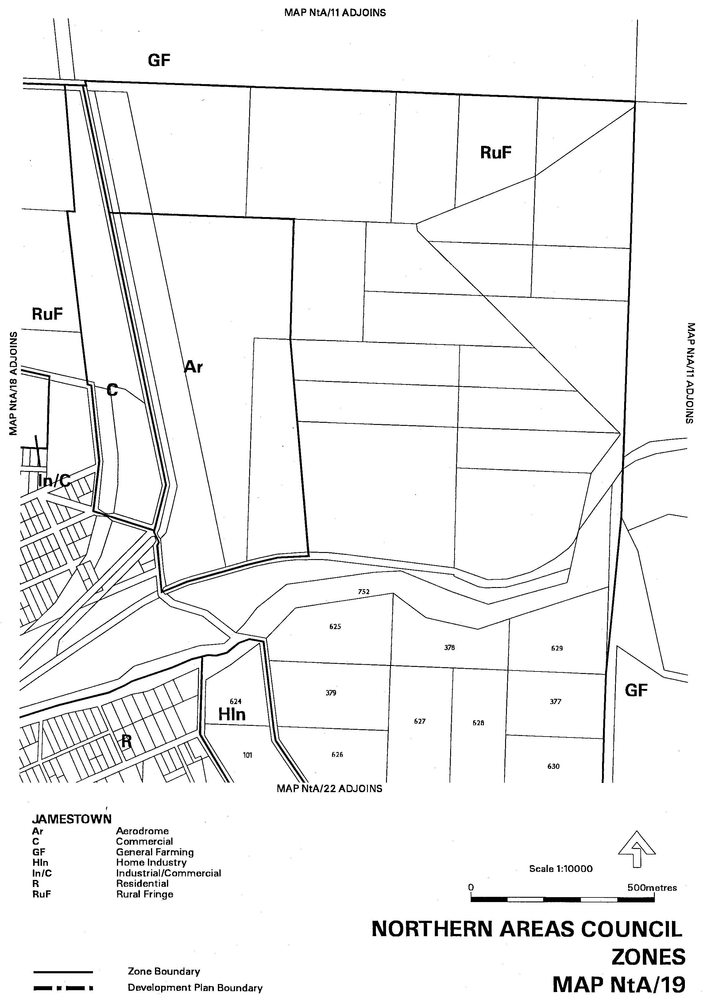 MAP NtA/11 ADJOINS
GF
RuF
RuF
MAP NtA/18 ADJOINS
MAP NtA/11 ADJOINS
Ar
C
In/C
752
625
378
629
GF
379
377
624
HIn
627
628
R
101
626
630
MAP NtA/22 ADJOINS
JAMESTOWN
Ar Aerodrome
C Commercial
GF General Farming
HIn Home Industry
In/C Industrial/Commercial
R Residential
RuF Rural Fringe
Scale 1:10000
0 500metres
NORTHERN AREAS COUNCIL
ZONES
MAP NtA/19
Zone Boundary
Development Plan Boundary